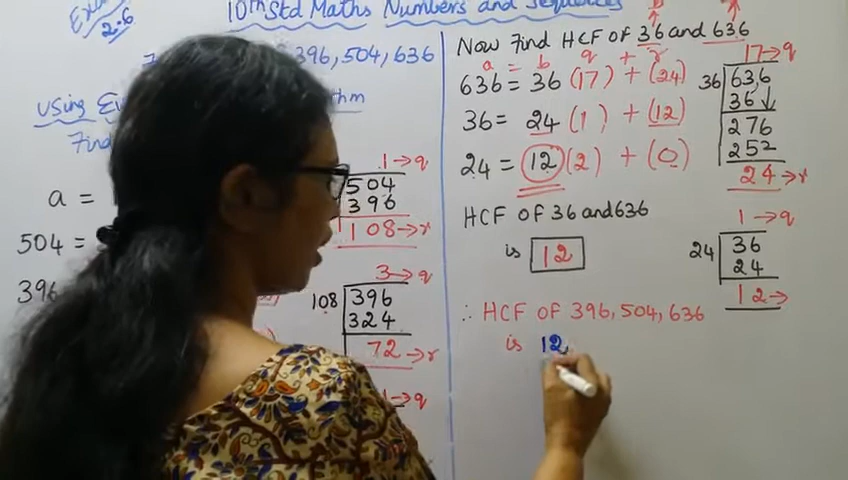 10th Std Maths Numbers and Sequences
2.6
396, 504, 636
Using
Find
a =
504 =
396
1→q
504
396
108→r
3→q
108 396
324
72→r
→q
Now Find HCF OF 36 and 636
a = b q + r
636 = 36 (17) + (24)
36 = 24 (1) + (12)
24 = 12 (2) + (0)
HCF OF 36 and 636
is 12
∴ HCF OF 396, 504, 636
is 12
17→q
36 636
36↓
276
252
24→r
1→q
24 36
24
12→